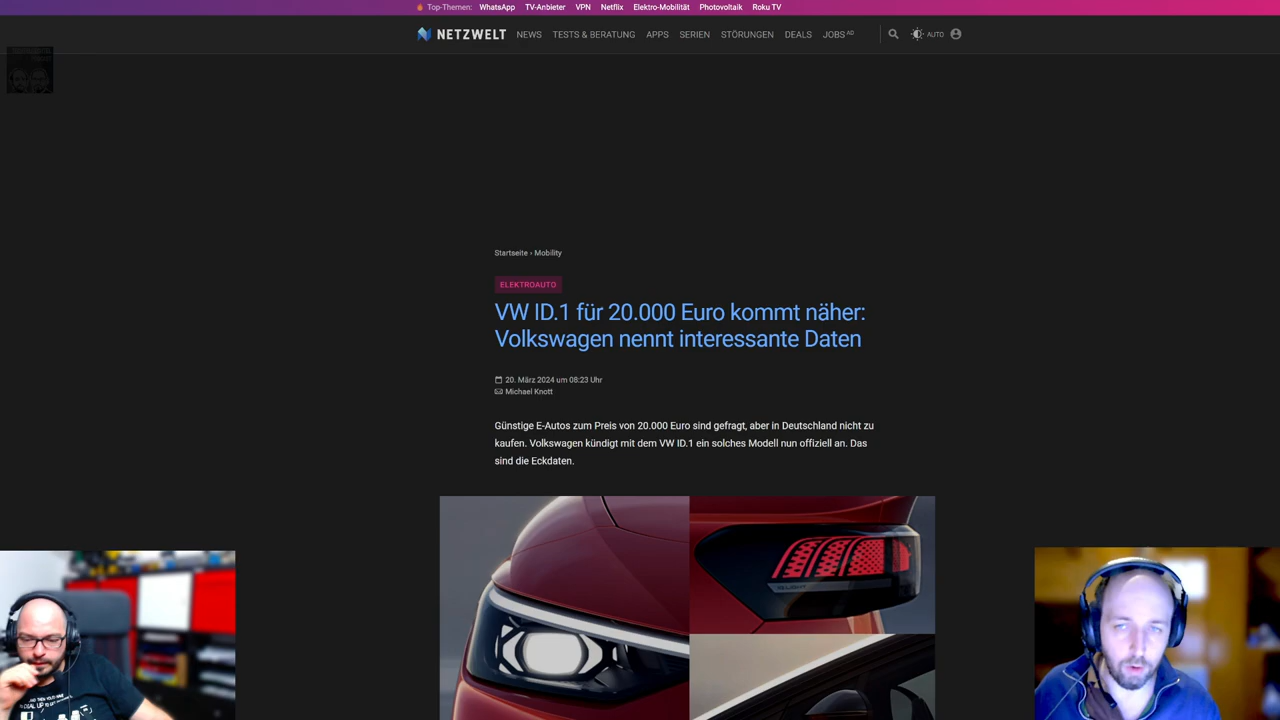 Top-Themen: WhatsApp TV-Anbieter VPN Netflix Elektro-Mobilität Photovoltaik Roku TV
NETZWELT NEWS TESTS & BERATUNG APPS SERIEN STÖRUNGEN DEALS JOBS AD AUTO
Startseite › Mobility
ELEKTROAUTO
VW ID.1 für 20.000 Euro kommt näher:
Volkswagen nennt interessante Daten
20. März 2024 um 08:23 Uhr
Michael Knott
Günstige E-Autos zum Preis von 20.000 Euro sind gefragt, aber in Deutschland nicht zu
kaufen. Volkswagen kündigt mit dem VW ID.1 ein solches Modell nun offiziell an. Das
sind die Eckdaten.